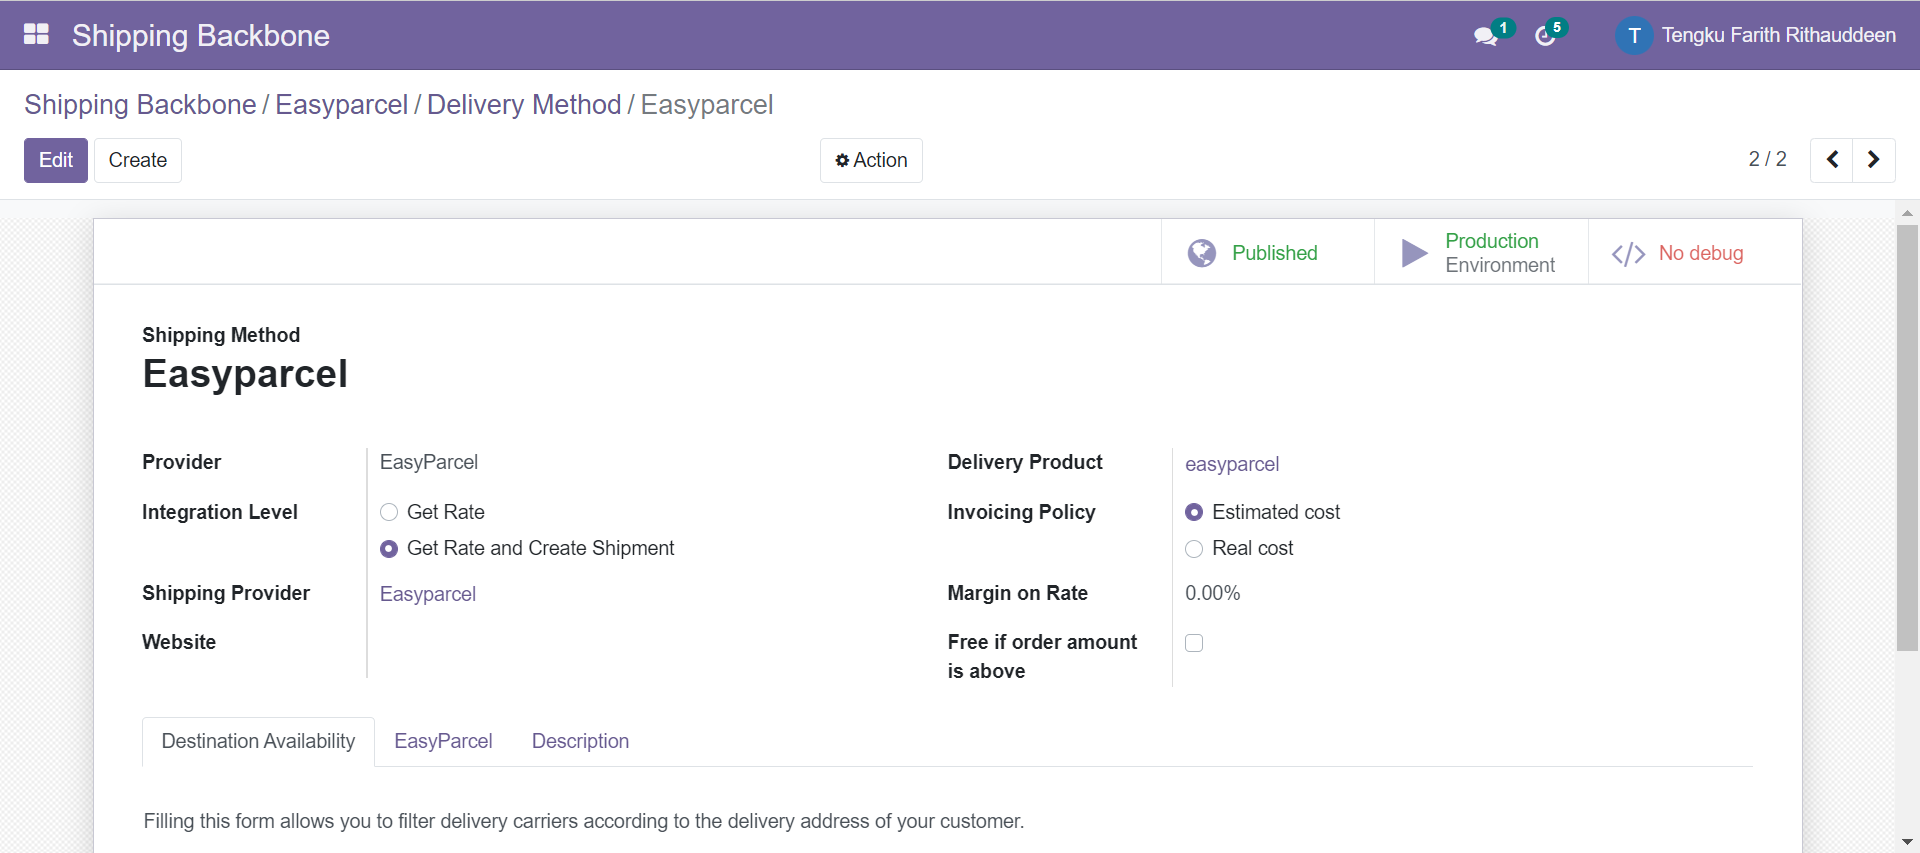 Shipping Backbone
1
5
T
Tengku Farith Rithauddeen
Shipping Backbone / Easyparcel / Delivery Method / Easyparcel
Edit
Create
Action
2 / 2
Published
Production
Environment
</> No debug
Shipping Method
Easyparcel
Provider
EasyParcel
Integration Level
Get Rate
Get Rate and Create Shipment
Shipping Provider
Easyparcel
Website
Delivery Product
easyparcel
Invoicing Policy
Estimated cost
Real cost
Margin on Rate
0.00%
Free if order amount
is above
Destination Availability
EasyParcel
Description
Filling this form allows you to filter delivery carriers according to the delivery address of your customer.